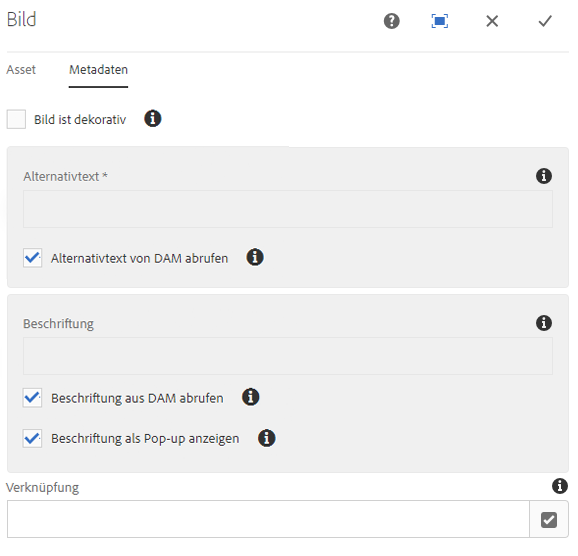 Bild
Asset
Metadaten
Bild ist dekorativ
Alternativtext *
Alternativtext von DAM abrufen
Beschriftung
Beschriftung aus DAM abrufen
Beschriftung als Pop-up anzeigen
Verknüpfung